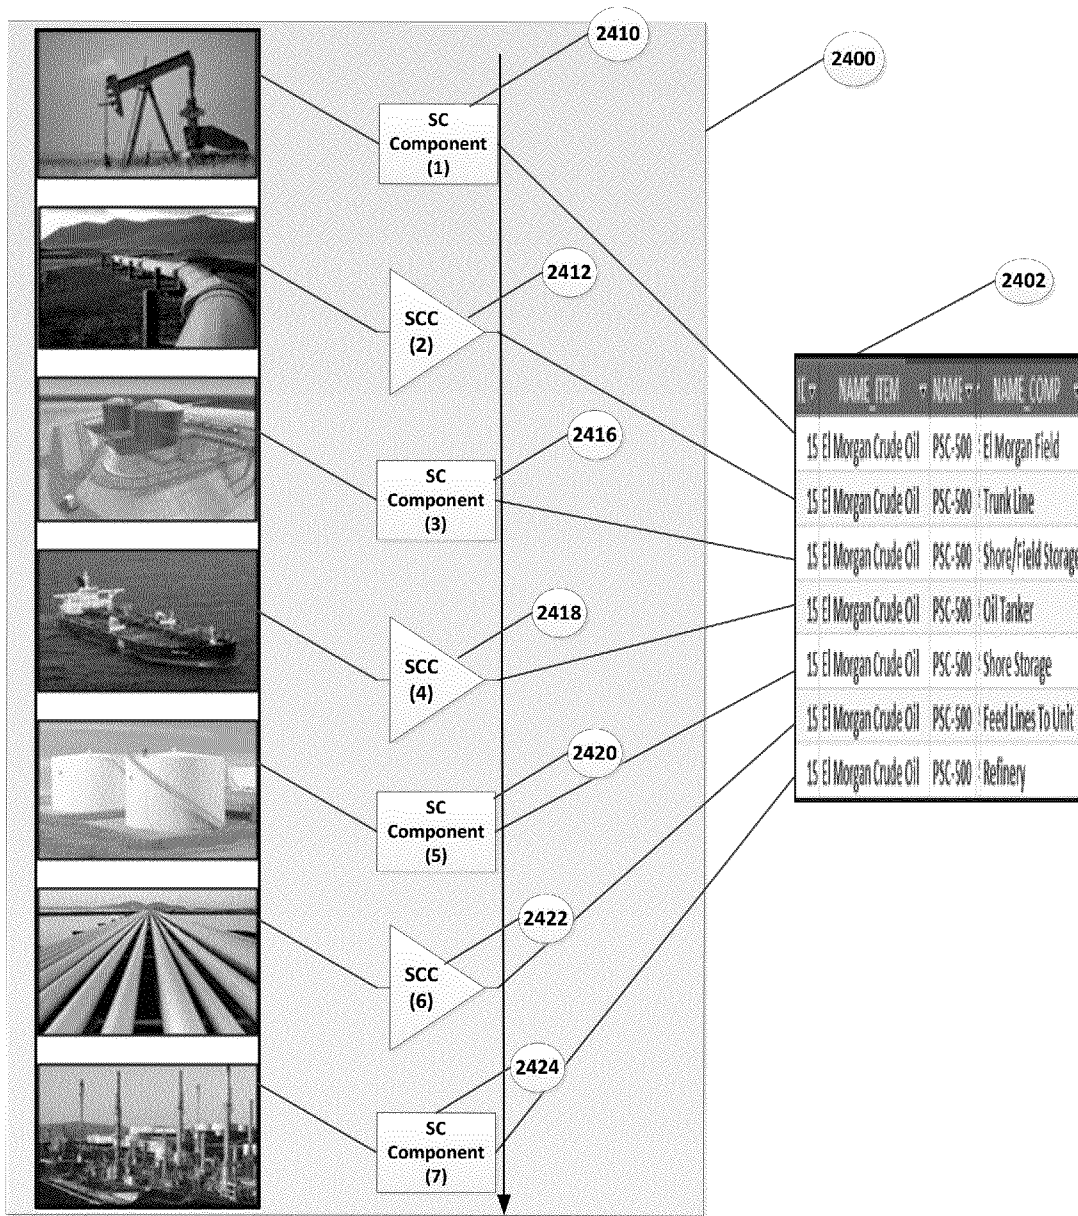 2410
2400
SC
Component
(1)
2412
SCC
(2)
2402
NAME_ITEM NAME NAME_COMP
15 El Morgan Crude Oil PSC-500 El Morgan Field
15 El Morgan Crude Oil PSC-500 Trunk Line
15 El Morgan Crude Oil PSC-500 Shore/Field Storage
15 El Morgan Crude Oil PSC-500 Oil Tanker
15 El Morgan Crude Oil PSC-500 Shore Storage
15 El Morgan Crude Oil PSC-500 Feed Lines To Unit
15 El Morgan Crude Oil PSC-500 Refinery
2416
SC
Component
(3)
2418
SCC
(4)
2420
SC
Component
(5)
2422
SCC
(6)
2424
SC
Component
(7)